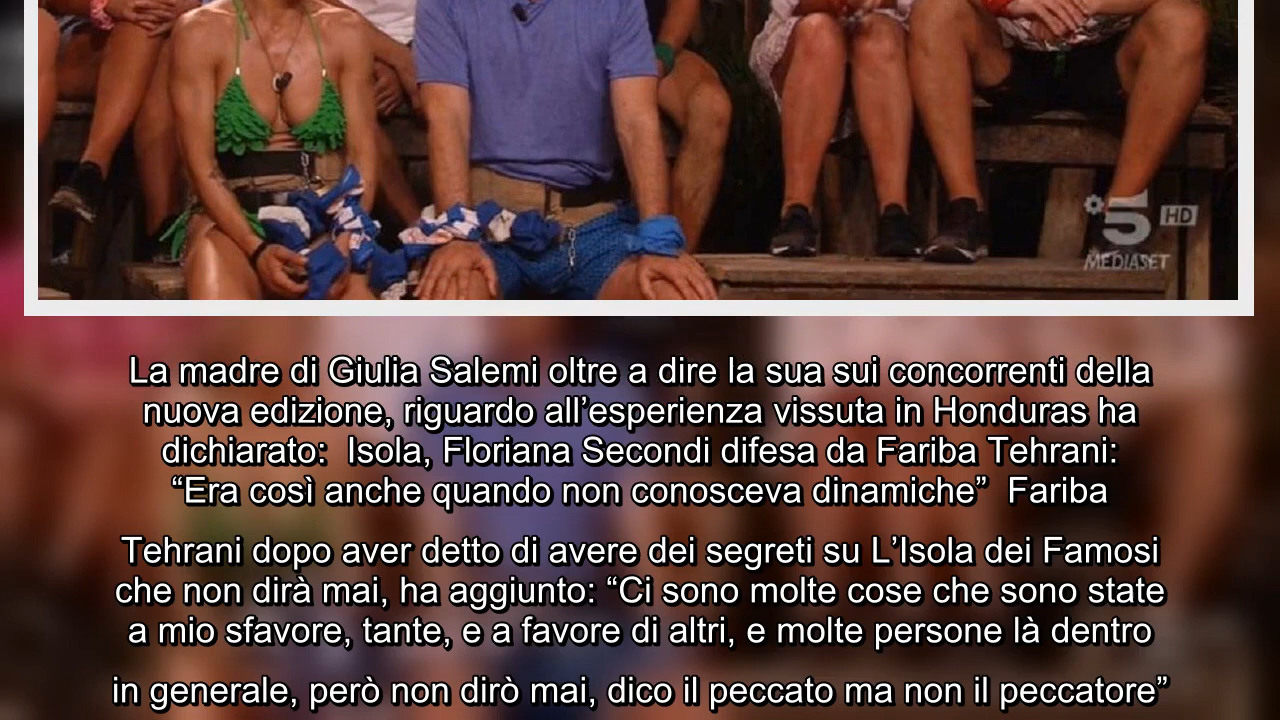 5
HD
MEDIASET
La madre di Giulia Salemi oltre a dire la sua sui concorrenti della
nuova edizione, riguardo all’esperienza vissuta in Honduras ha
dichiarato:  Isola, Floriana Secondi difesa da Fariba Tehrani:
“Era così anche quando non conosceva dinamiche”  Fariba
Tehrani dopo aver detto di avere dei segreti su L’Isola dei Famosi
che non dirà mai, ha aggiunto: “Ci sono molte cose che sono state
a mio sfavore, tante, e a favore di altri, e molte persone là dentro
in generale, però non dirò mai, dico il peccato ma non il peccatore”